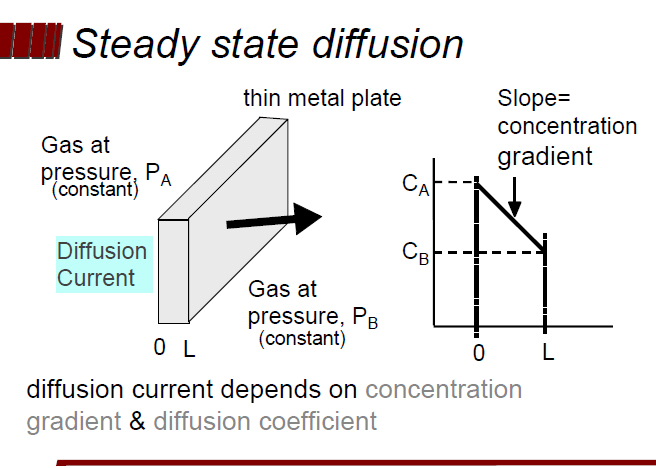 Steady state diffusion
thin metal plate
Gas at
pressure, PA
(constant)
Diffusion
Current
Gas at
pressure, PB
(constant)
0 L
Slope=
concentration
gradient
CA
CB
0 L
diffusion current depends on concentration
gradient & diffusion coefficient